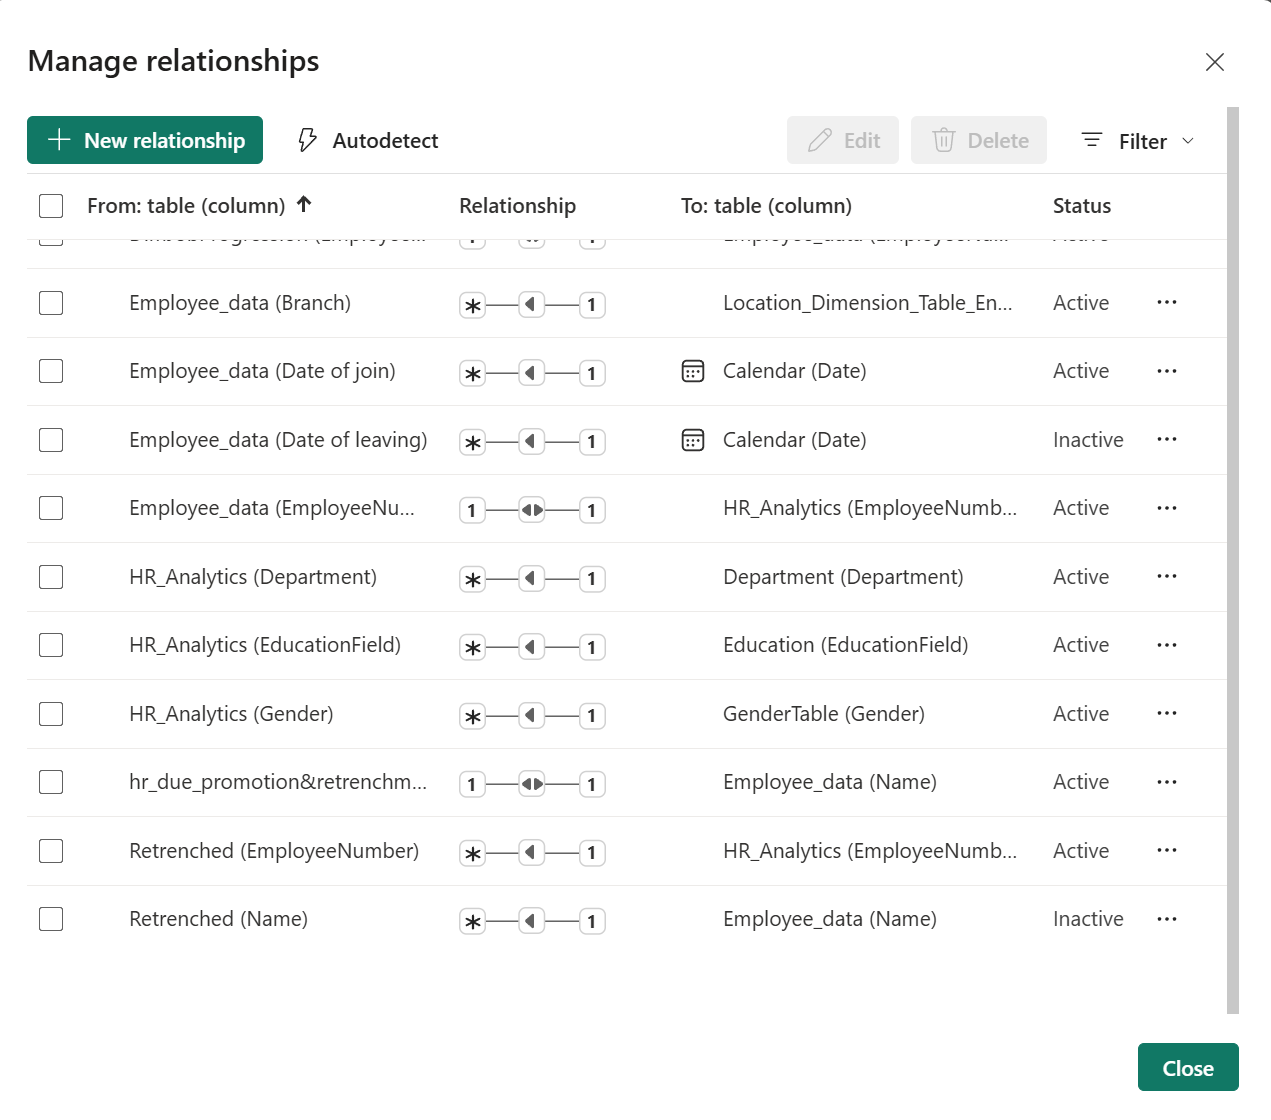 Manage relationships
New relationship Autodetect Edit Delete Filter
From: table (column) Relationship To: table (column) Status
Employee_data (Branch) * 1 Location_Dimension_Table_En... Active ...
Employee_data (Date of join) * 1 Calendar (Date) Active ...
Employee_data (Date of leaving) * 1 Calendar (Date) Inactive ...
Employee_data (EmployeeNu... 1 1 HR_Analytics (EmployeeNumb... Active ...
HR_Analytics (Department) * 1 Department (Department) Active ...
HR_Analytics (EducationField) * 1 Education (EducationField) Active ...
HR_Analytics (Gender) * 1 GenderTable (Gender) Active ...
hr_due_promotion&retrenchm... 1 1 Employee_data (Name) Active ...
Retrenched (EmployeeNumber) * 1 HR_Analytics (EmployeeNumb... Active ...
Retrenched (Name) * 1 Employee_data (Name) Inactive ...
Close